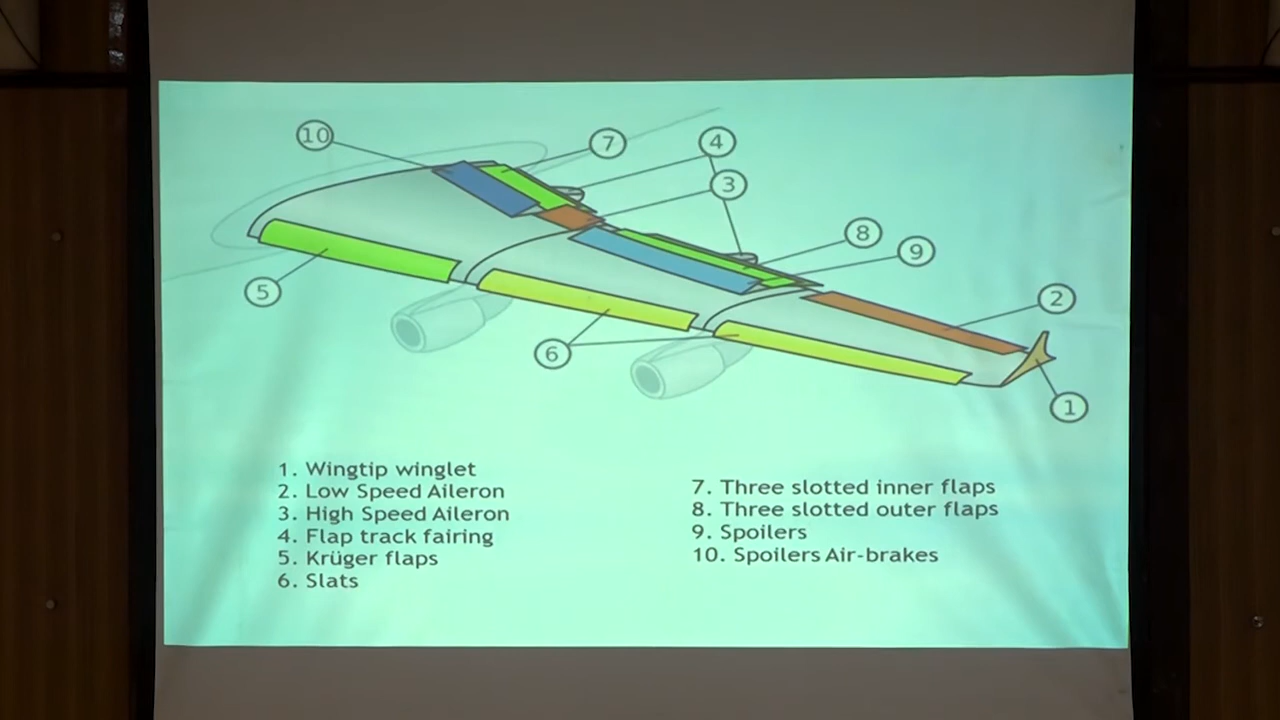 10
7
4
3
8
9
5
2
6
1
1. Wingtip winglet
2. Low Speed Aileron
3. High Speed Aileron
4. Flap track fairing
5. Krüger flaps
6. Slats
7. Three slotted inner flaps
8. Three slotted outer flaps
9. Spoilers
10. Spoilers Air-brakes